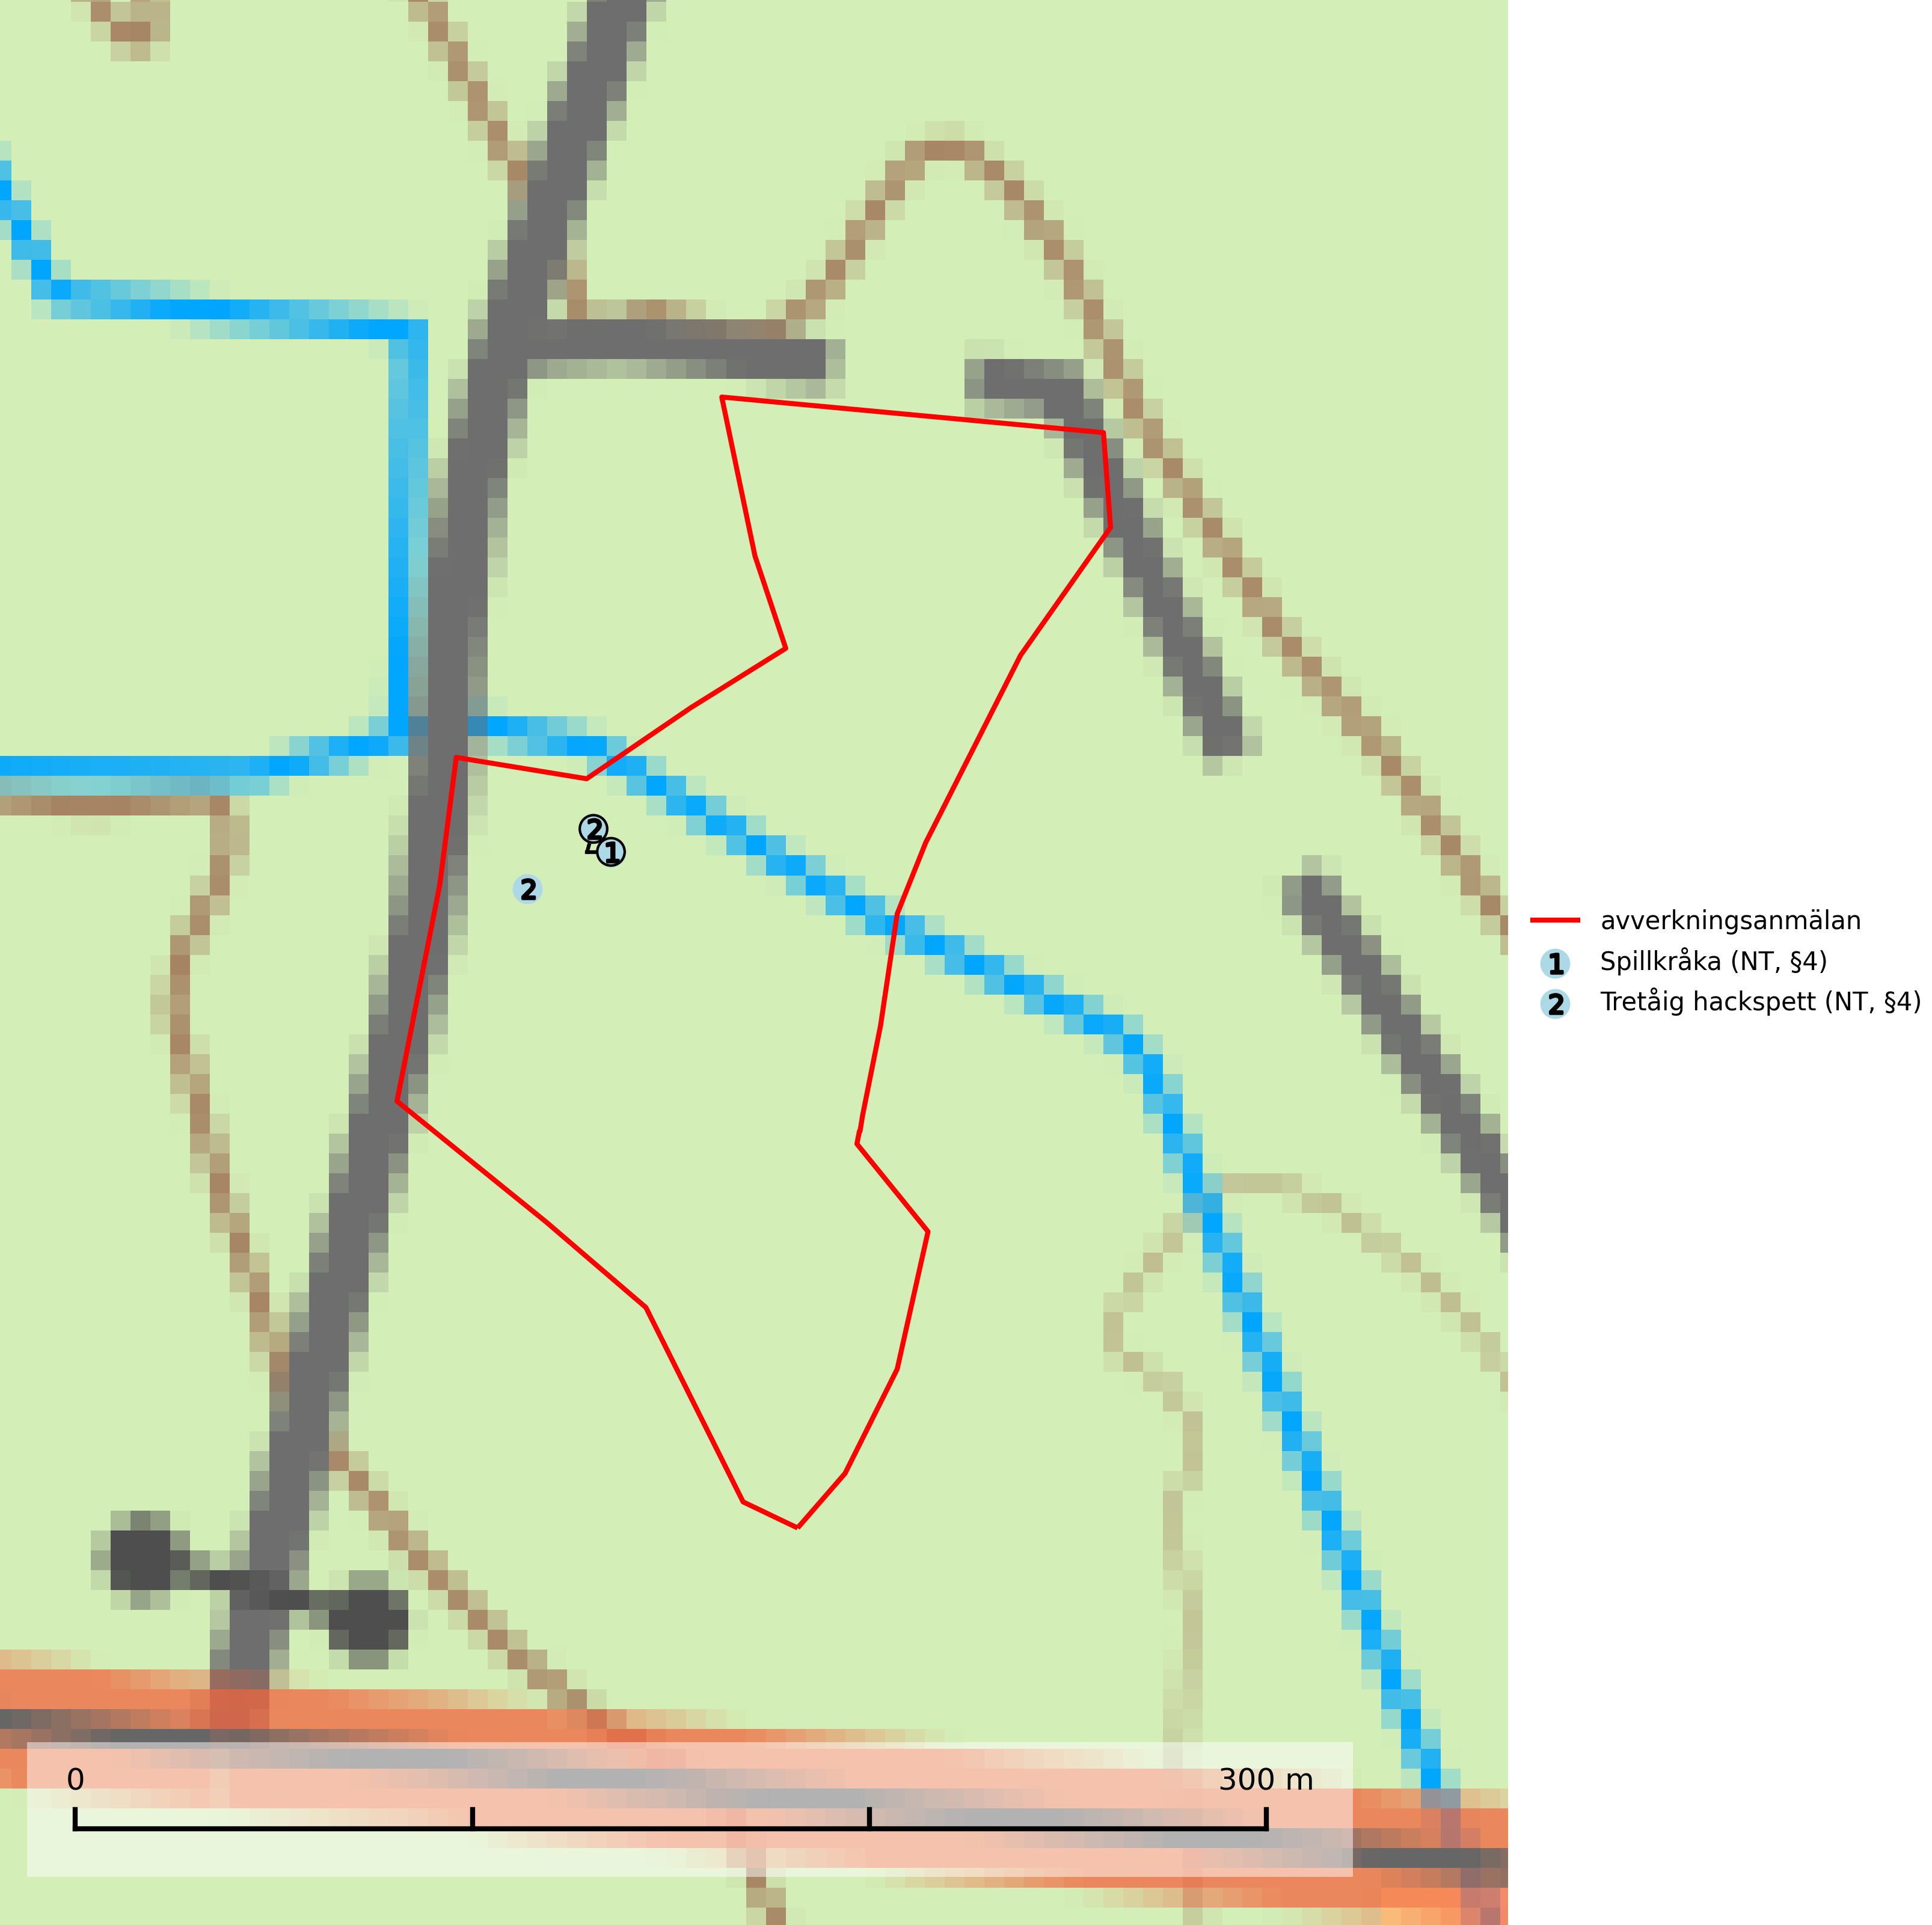 2
1
2
avverkningsanmälan
1 Spillkråka (NT, §4)
2 Tretåig hackspett (NT, §4)
0 300 m